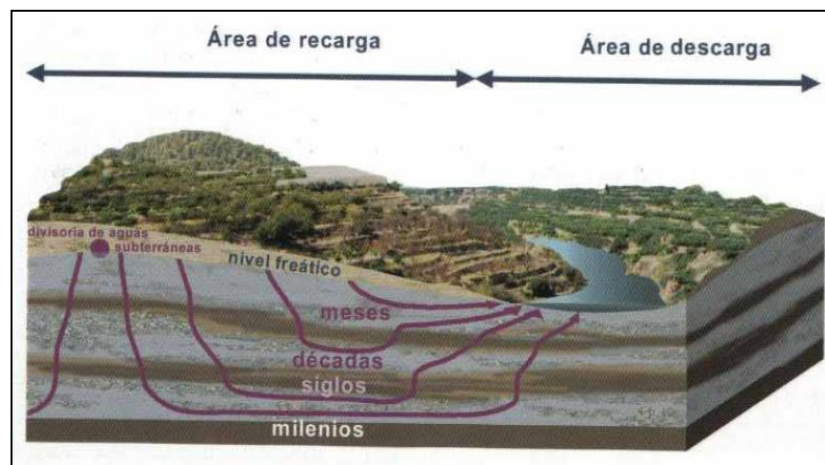 Área de recarga
Área de descarga
divisoria de aguas
subterráneas
nivel freático
meses
décadas
siglos
milenios